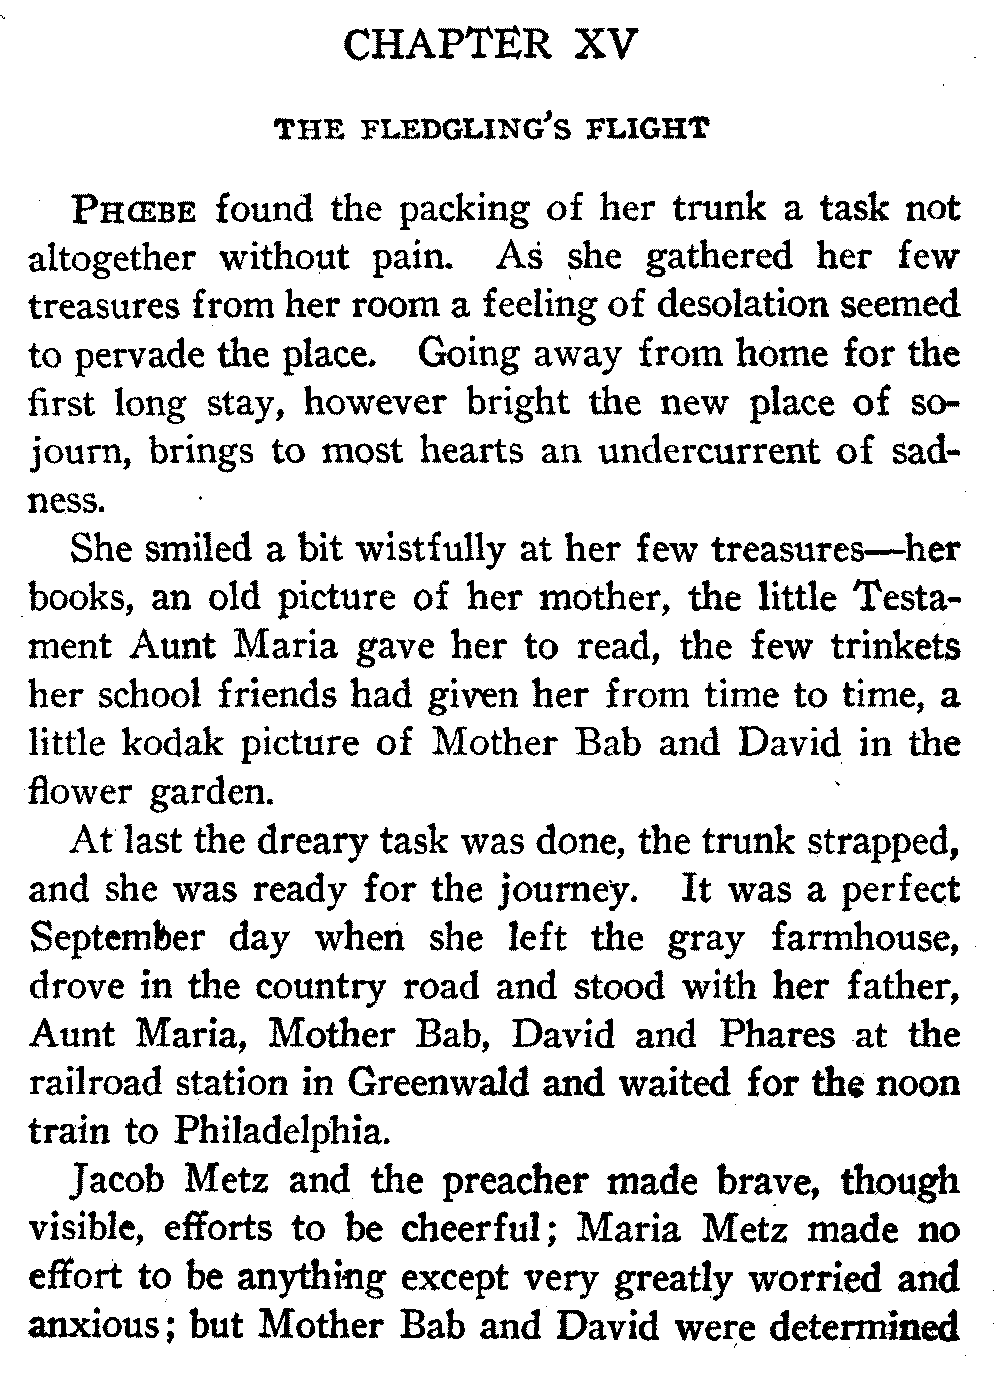 CHAPTER XV
THE FLEDGLING'S FLIGHT
PHŒBE found the packing of her trunk a task not
altogether without pain. As she gathered her few
treasures from her room a feeling of desolation seemed
to pervade the place. Going away from home for the
first long stay, however bright the new place of so-
journ, brings to most hearts an undercurrent of sad-
ness.
She smiled a bit wistfully at her few treasures—her
books, an old picture of her mother, the little Testa-
ment Aunt Maria gave her to read, the few trinkets
her school friends had given her from time to time, a
little kodak picture of Mother Bab and David in the
flower garden.
At last the dreary task was done, the trunk strapped,
and she was ready for the journey. It was a perfect
September day when she left the gray farmhouse,
drove in the country road and stood with her father,
Aunt Maria, Mother Bab, David and Phares at the
railroad station in Greenwald and waited for the noon
train to Philadelphia.
Jacob Metz and the preacher made brave, though
visible, efforts to be cheerful; Maria Metz made no
effort to be anything except very greatly worried and
anxious; but Mother Bab and David were determined